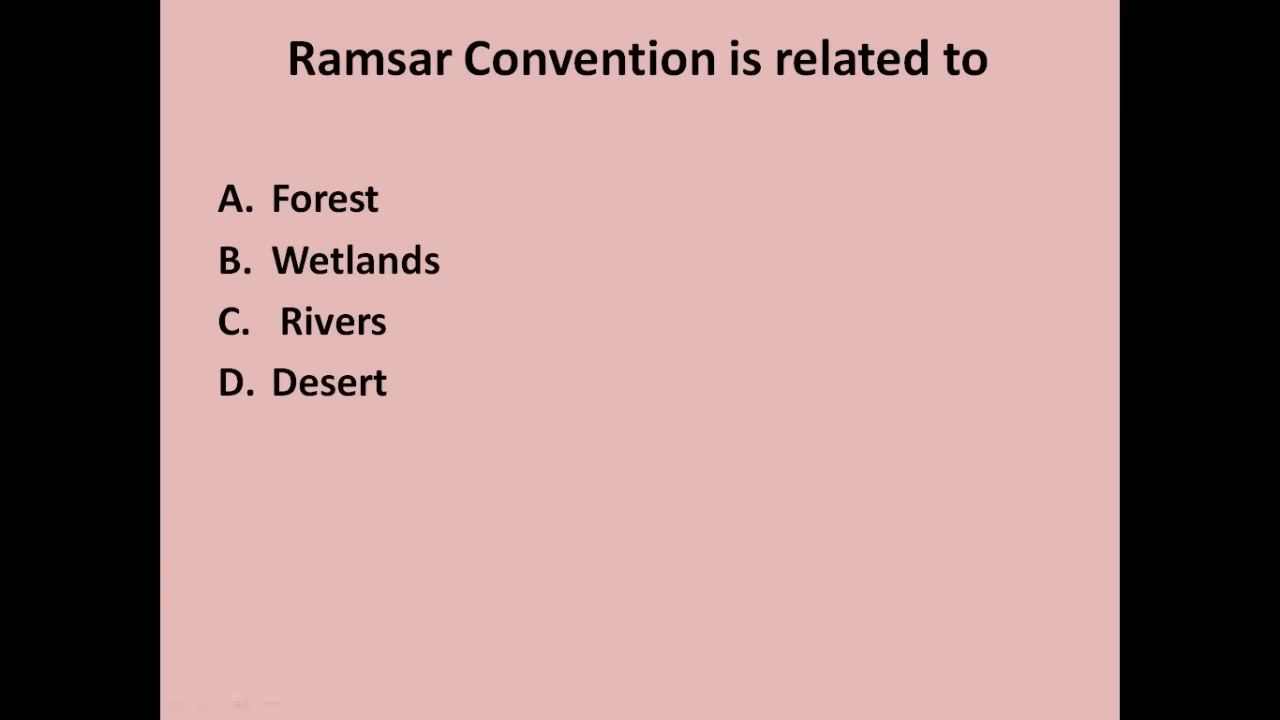 Ramsar Convention is related to
A. Forest
B. Wetlands
C. Rivers
D. Desert